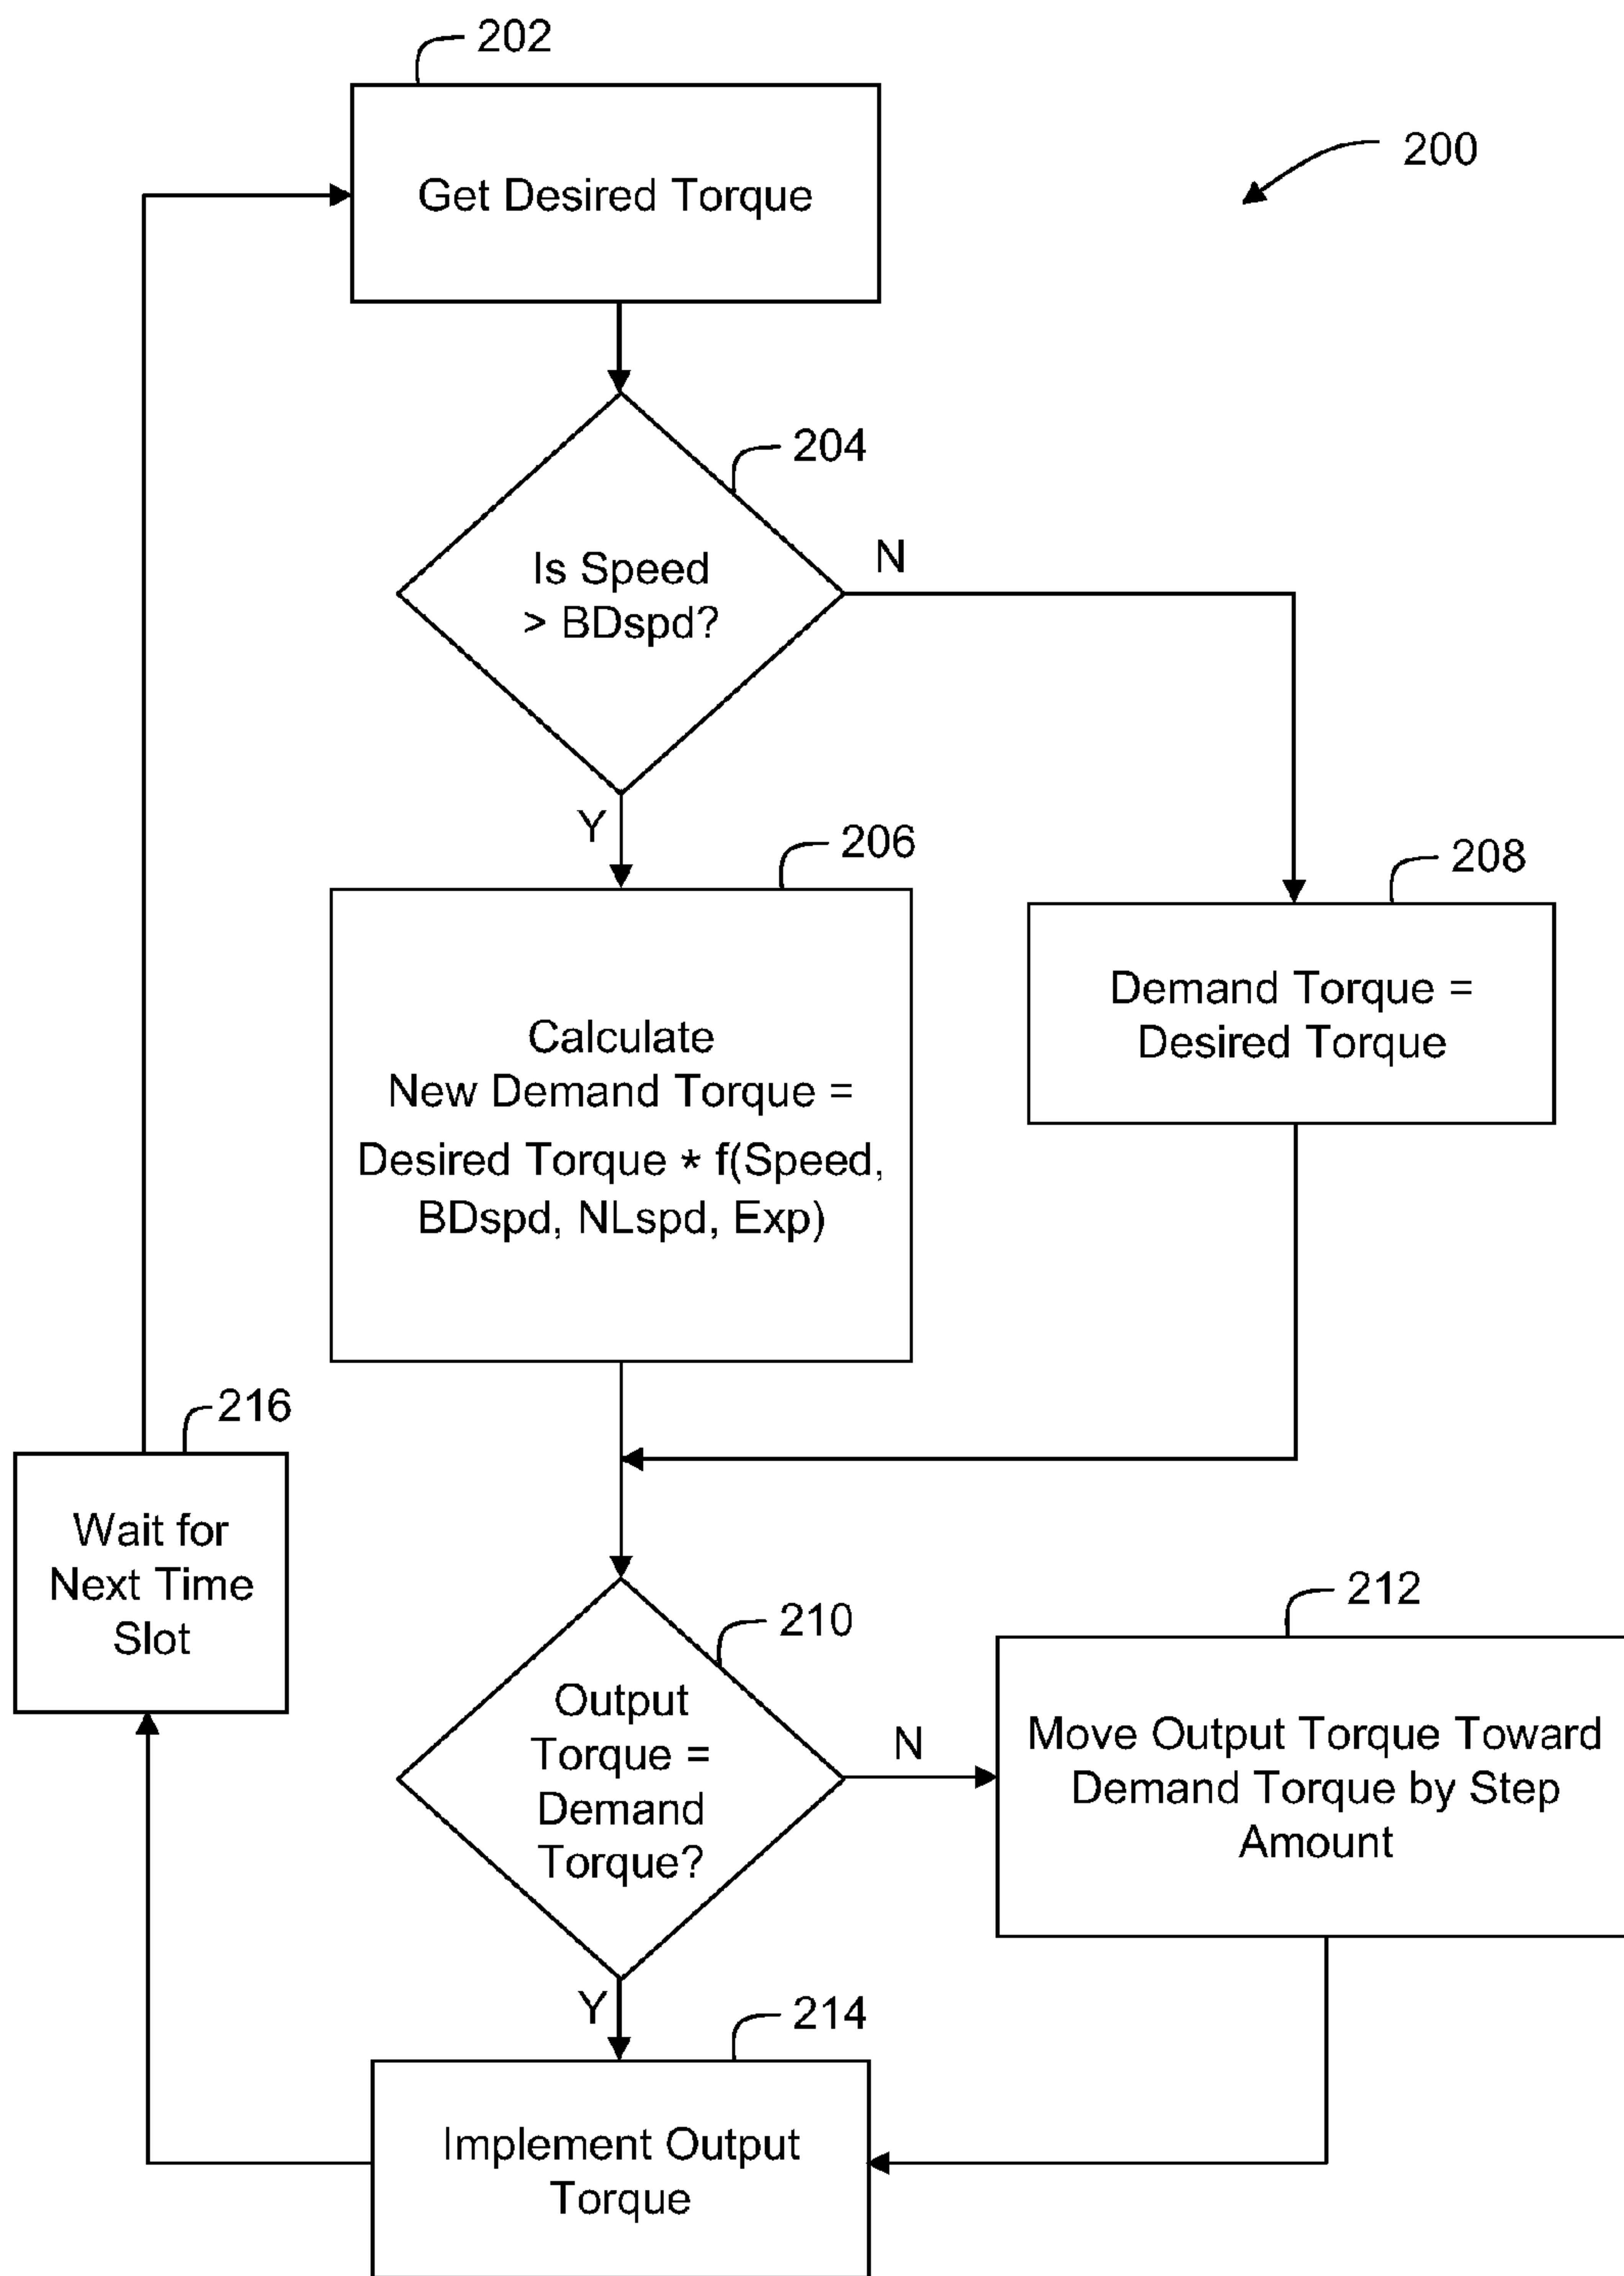 202
200
Get Desired Torque
204
Is Speed
> BDspd?
N
Y
206
208
Calculate
New Demand Torque =
Desired Torque * f(Speed,
BDspd, NLspd, Exp)
Demand Torque =
Desired Torque
216
Wait for
Next Time
Slot
210
212
Output
Torque =
Demand
Torque?
N
Move Output Torque Toward
Demand Torque by Step
Amount
Y
214
Implement Output
Torque